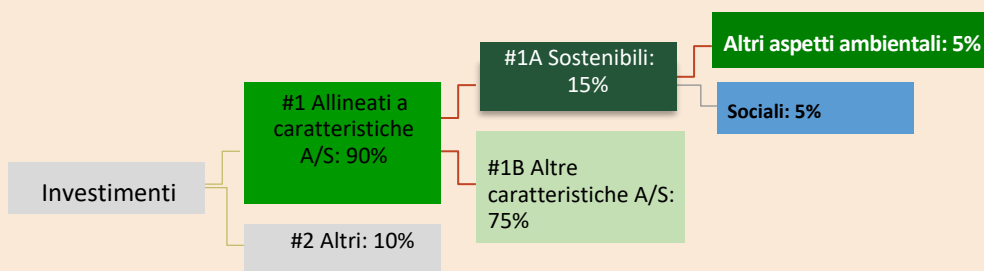 Investimenti
#1 Allineati a
caratteristiche
A/S: 90%
#2 Altri: 10%
#1A Sostenibili:
15%
#1B Altre
caratteristiche A/S:
75%
Altri aspetti ambientali: 5%
Sociali: 5%